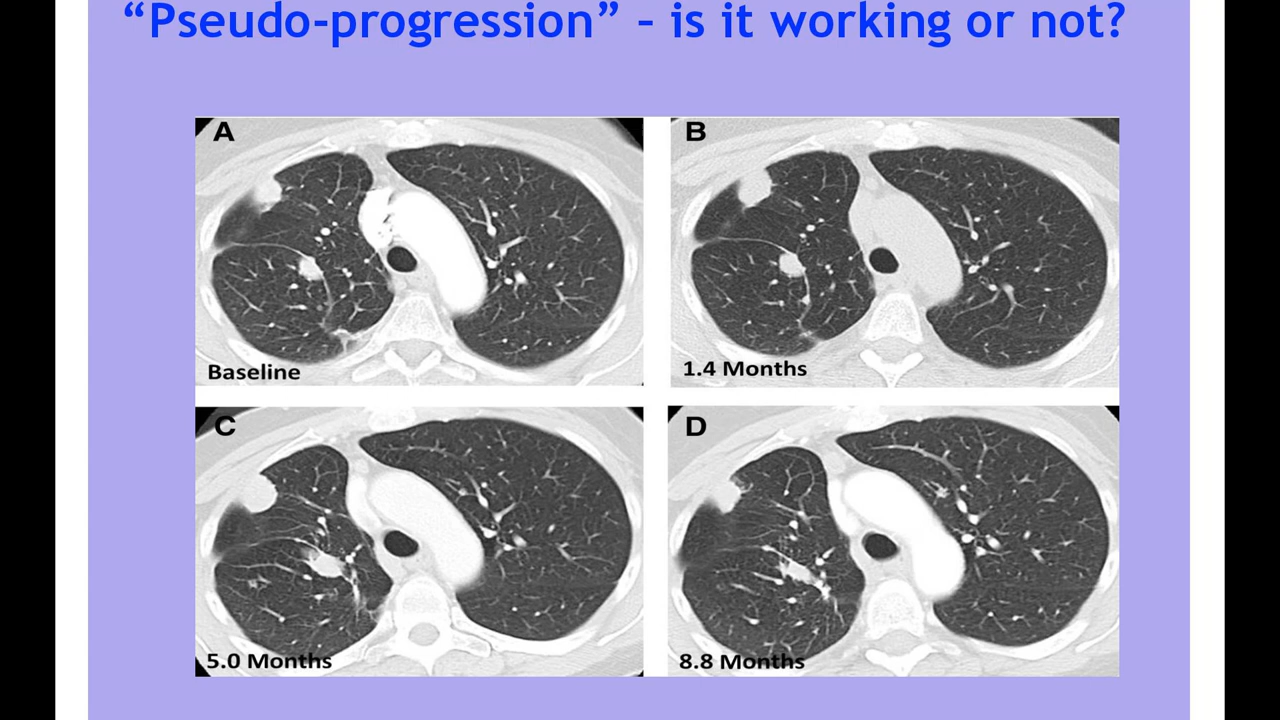 “Pseudo-progression” – is it working or not?
A
B
Baseline
1.4 Months
C
D
5.0 Months
8.8 Months